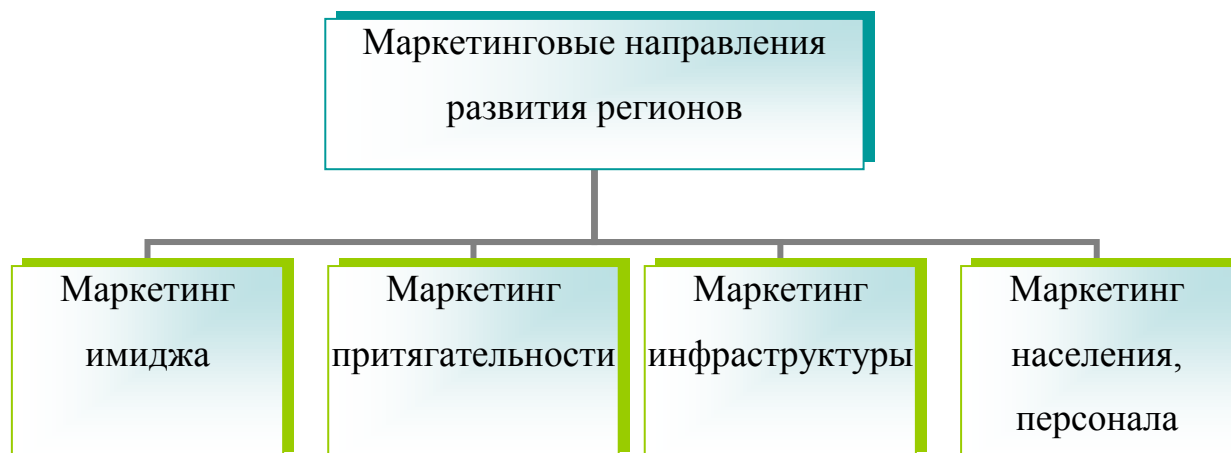 Маркетинговые направления
развития регионов
Маркетинг
имиджа
Маркетинг
притягательности
Маркетинг
инфраструктуры
Маркетинг
населения,
персонала